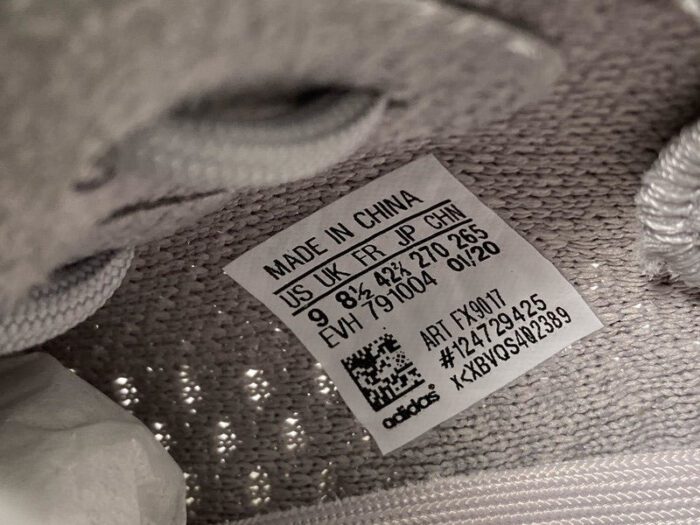 MADE IN CHINA
US UK FR JP CHN
9 8½ 42⅔ 270 265
EVH 791004 01/20
ART FX9017
#124729425
X<XBVQS402389
adidas®